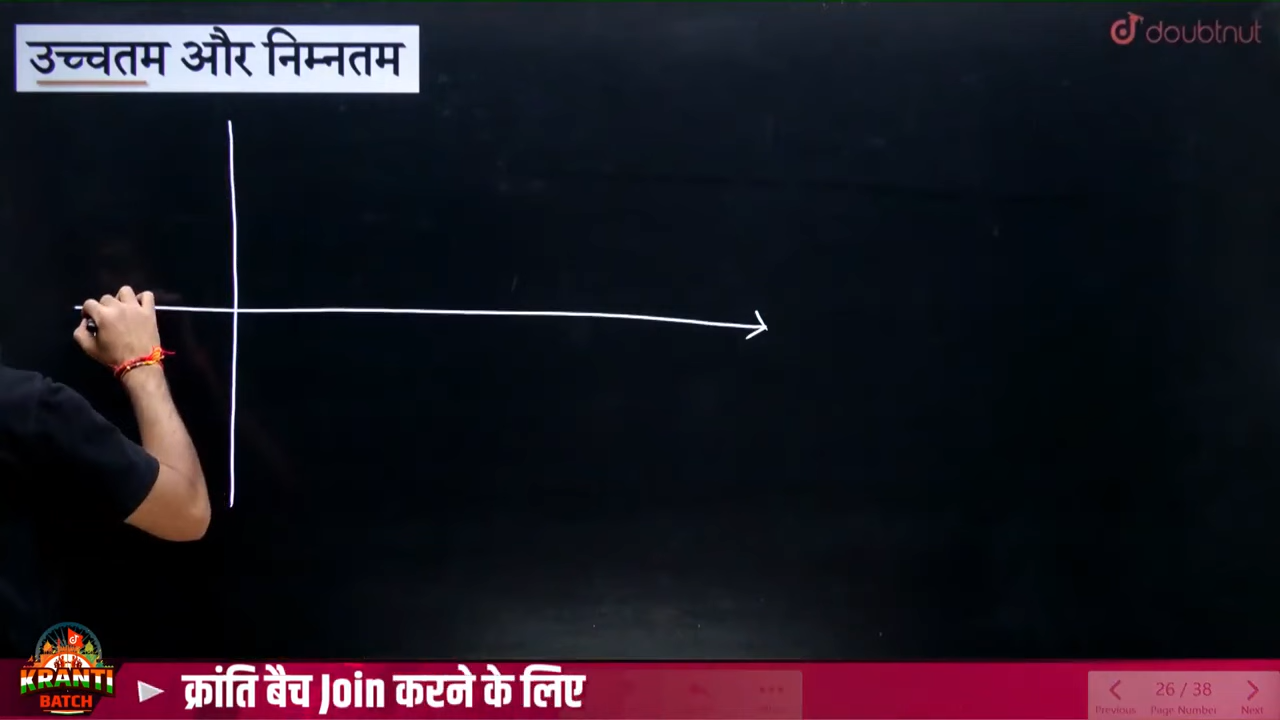 उच्चतम और निम्नतम
doubtnut
KRANTI
BATCH
क्रांति बैच Join करने के लिए
26 / 38
Previous Page Number Next